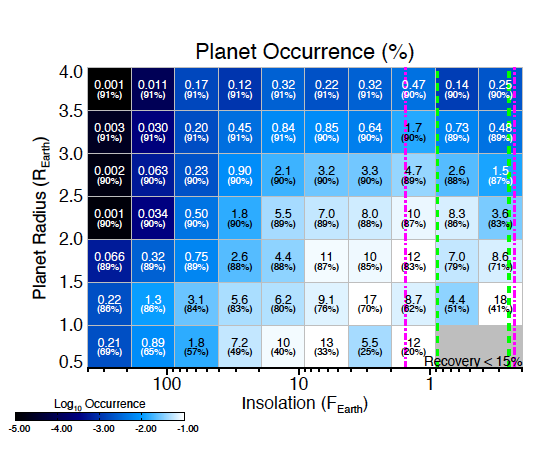 Planet Occurrence (%)
Planet Radius (R_Earth)
4.0
0.001 0.011 0.17 0.12 0.32 0.22 0.32 0.47 0.14 0.25
(91%) (91%) (91%) (91%) (91%) (91%) (91%) (90%) (90%) (90%)
3.5
0.003 0.030 0.20 0.45 0.84 0.85 0.64 1.7 0.73 0.48
(91%) (91%) (91%) (91%) (91%) (90%) (90%) (90%) (89%) (89%)
3.0
0.002 0.063 0.23 0.90 2.1 3.2 3.3 4.7 2.6 1.5
(90%) (90%) (90%) (90%) (90%) (90%) (90%) (89%) (88%) (87%)
2.5
0.001 0.034 0.50 1.8 5.5 7.0 8.0 10 8.3 3.6
(90%) (90%) (90%) (90%) (89%) (89%) (88%) (87%) (86%) (83%)
2.0
0.066 0.32 0.75 2.6 4.4 11 10 12 7.0 8.6
(89%) (89%) (89%) (88%) (88%) (87%) (85%) (83%) (79%) (71%)
1.5
0.22 1.3 3.1 5.6 6.2 9.1 17 8.7 4.4 18
(86%) (86%) (84%) (83%) (80%) (76%) (70%) (62%) (51%) (41%)
1.0
0.21 0.89 1.8 7.2 10 13 5.5 12
(69%) (65%) (57%) (49%) (40%) (33%) (25%) (20%)
Recovery < 15%
0.5
100 10 1
Insolation (F_Earth)
Log10 Occurrence
-5.00 -4.00 -3.00 -2.00 -1.00